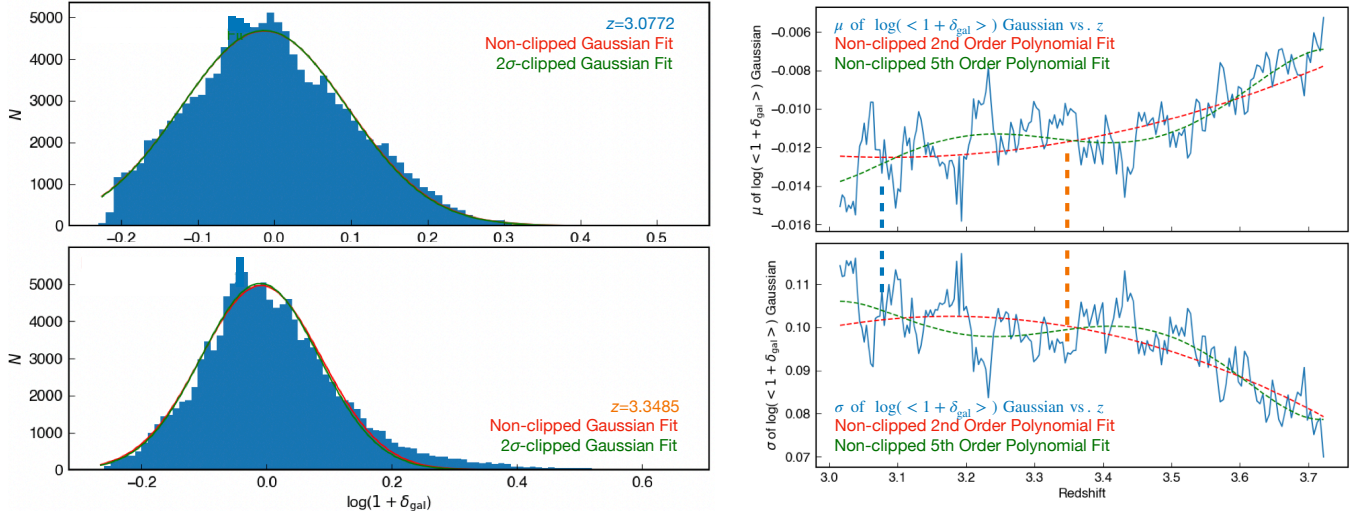 5000
4000
3000
2000
1000
0
N
z=3.0772
Non-clipped Gaussian Fit
2σ-clipped Gaussian Fit
−0.2 −0.1 0.0 0.1 0.2 0.3 0.4 0.5
5000
4000
3000
2000
1000
0
N
z=3.3485
Non-clipped Gaussian Fit
2σ-clipped Gaussian Fit
−0.2 0.0 0.2 0.4 0.6
log(1 + δgal)
−0.006
−0.008
−0.010
−0.012
−0.014
−0.016
μ of log(< 1 + δgal >) Gaussian
μ of log( < 1 + δgal > ) Gaussian vs. z
Non-clipped 2nd Order Polynomial Fit
Non-clipped 5th Order Polynomial Fit
0.11
0.10
0.09
0.08
0.07
σ of log(< 1 + δgal >) Gaussian
σ of log( < 1 + δgal > ) Gaussian vs. z
Non-clipped 2nd Order Polynomial Fit
Non-clipped 5th Order Polynomial Fit
3.0 3.1 3.2 3.3 3.4 3.5 3.6 3.7
Redshift